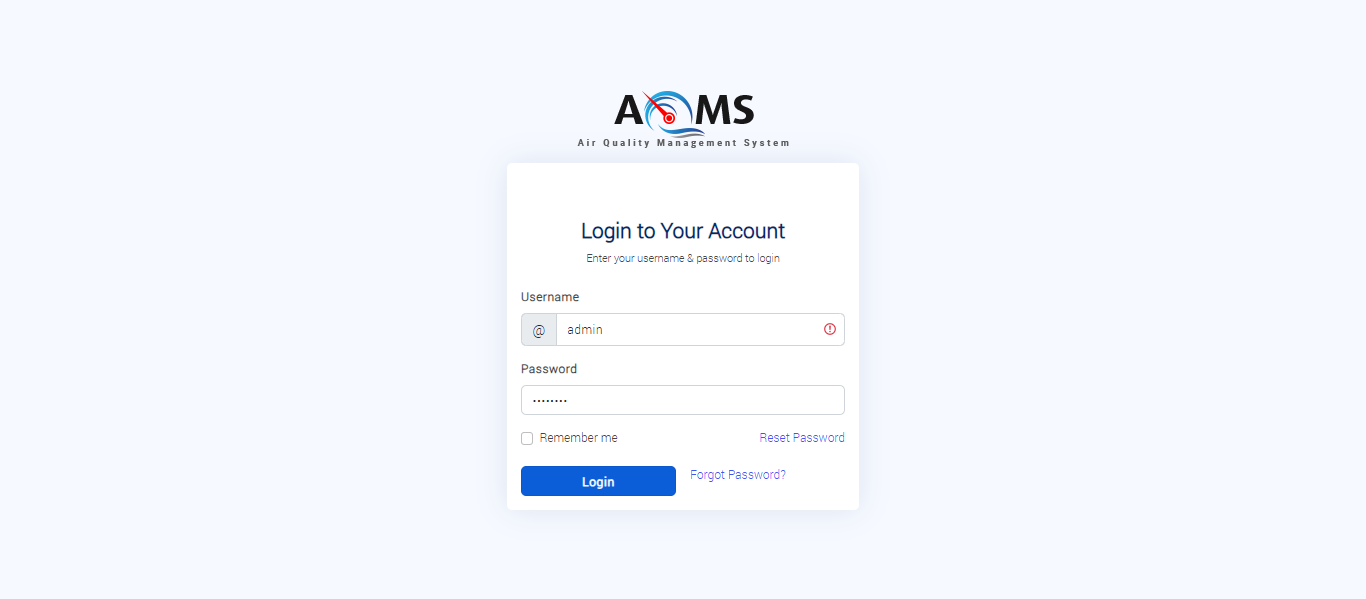 AQMS
Air Quality Management System
Login to Your Account
Enter your username & password to login
Username
@ admin
Password
••••••••
Remember me Reset Password
Login Forgot Password?